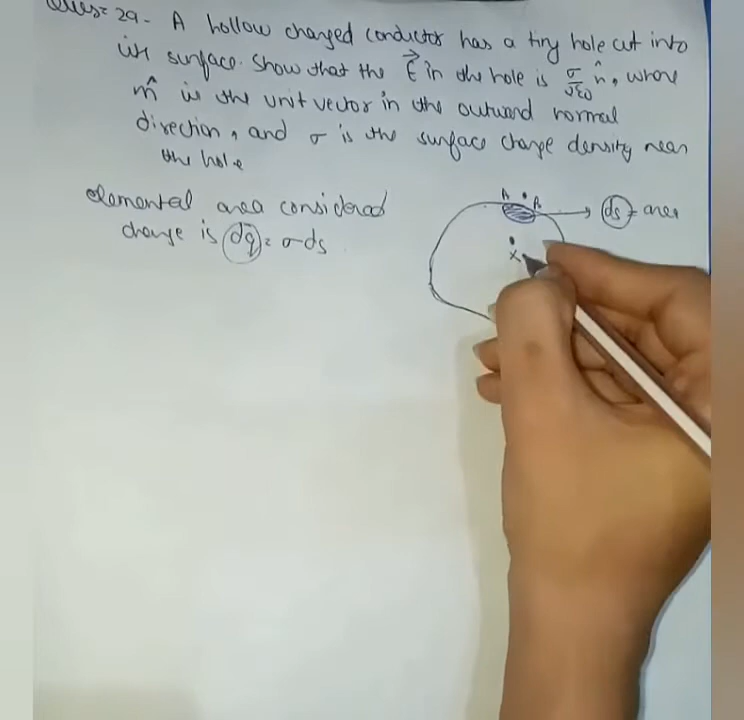 Ques= 29- A hollow charged conductor has a tiny hole cut into
its surface. Show that the E⃗ in the hole is σ/2ε0 n̂, where
n̂ is the unit vector in the outward normal
direction, and σ is the surface charge density near
the hole
elemental area considered
charge is dq = σds
A
A
ds = area
X